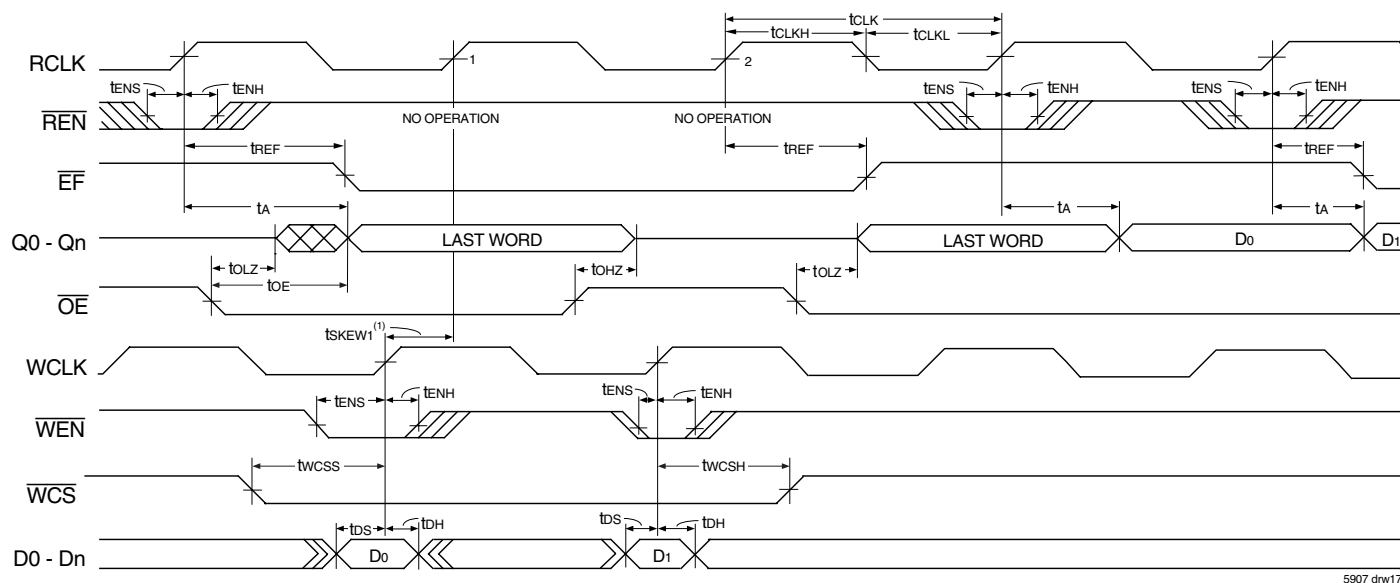 tCLK
tCLKH tCLKL
RCLK 1 2
tENS tENH tENS tENH tENS tENH
REN NO OPERATION NO OPERATION
tREF tREF tREF
EF
tA tA tA
Q0 - Qn LAST WORD LAST WORD D0 D1
tOLZ tOHZ tOLZ
tOE
OE
tSKEW1(1)
WCLK
tENS tENH tENS tENH
WEN
tWCSS tWCSH
WCS
tDS tDH tDS tDH
D0 - Dn D0 D1
5907 drw17